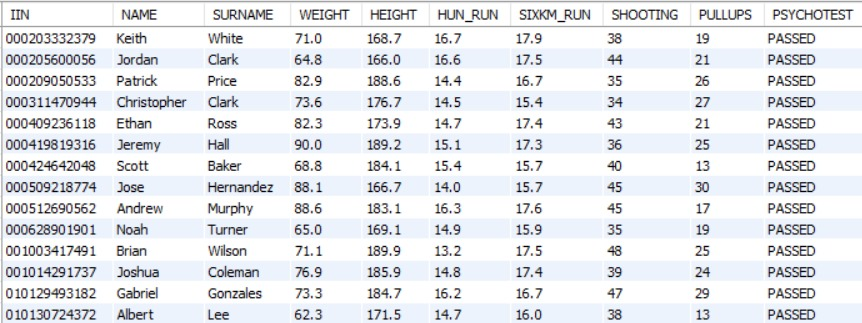 IIN NAME SURNAME WEIGHT HEIGHT HUN_RUN SIXKM_RUN SHOOTING PULLUPS PSYCHOTEST
000203332379 Keith White 71.0 168.7 16.7 17.9 38 19 PASSED
000205600056 Jordan Clark 64.8 166.0 16.6 17.5 44 21 PASSED
000209050533 Patrick Price 82.9 188.6 14.4 16.7 35 26 PASSED
000311470944 Christopher Clark 73.6 176.7 14.5 15.4 34 27 PASSED
000409236118 Ethan Ross 82.3 173.9 14.7 17.4 43 21 PASSED
000419819316 Jeremy Hall 90.0 189.2 15.1 17.3 36 25 PASSED
000424642048 Scott Baker 68.8 184.1 15.4 15.7 40 13 PASSED
000509218774 Jose Hernandez 88.1 166.7 14.0 15.7 45 30 PASSED
000512690562 Andrew Murphy 88.6 183.1 16.3 17.6 45 17 PASSED
000628901901 Noah Turner 65.0 169.1 14.9 15.9 35 19 PASSED
001003417491 Brian Wilson 71.1 189.9 13.2 17.5 48 25 PASSED
001014291737 Joshua Coleman 76.9 185.9 14.8 17.4 39 24 PASSED
010129493182 Gabriel Gonzales 73.3 184.7 16.2 16.7 47 29 PASSED
010130724372 Albert Lee 62.3 171.5 14.7 16.0 38 13 PASSED